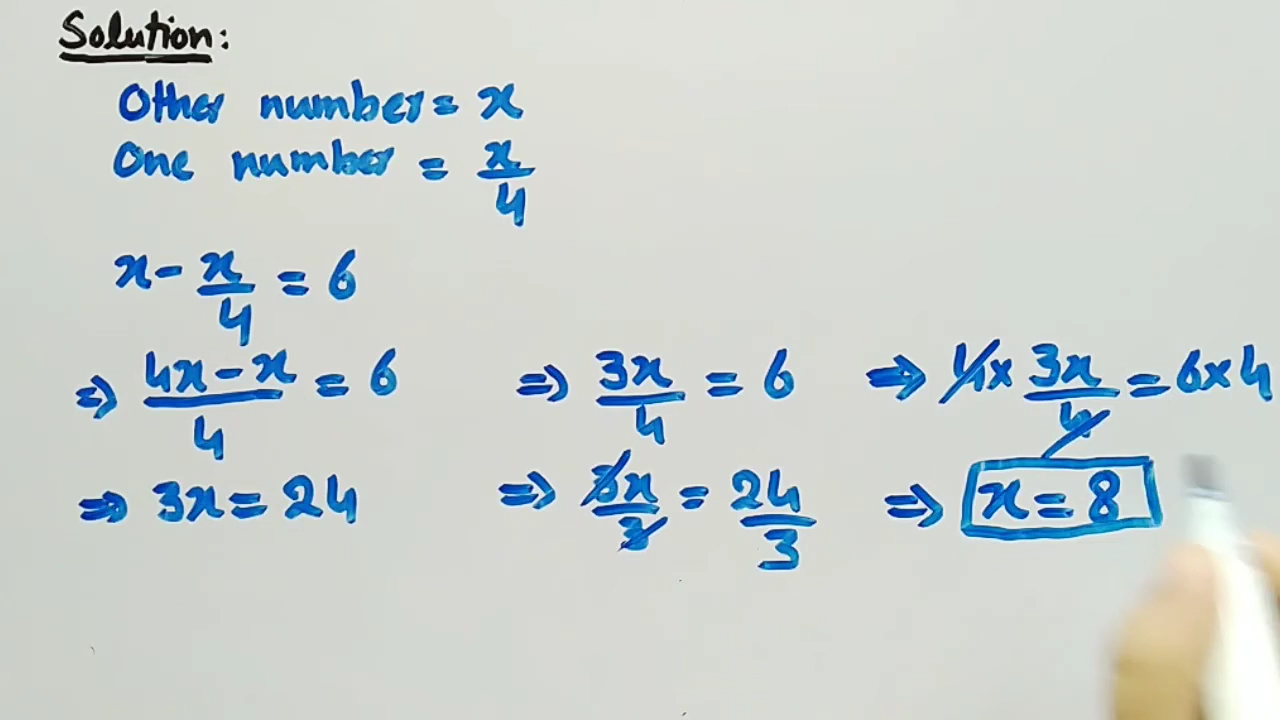 Solution:
Other number = x
One number = x/4
x - x/4 = 6
⇒ (4x - x)/4 = 6 ⇒ 3x/4 = 6 ⇒ 4 × 3x/4 = 6 × 4
⇒ 3x = 24 ⇒ 3x/3 = 24/3 ⇒ x = 8